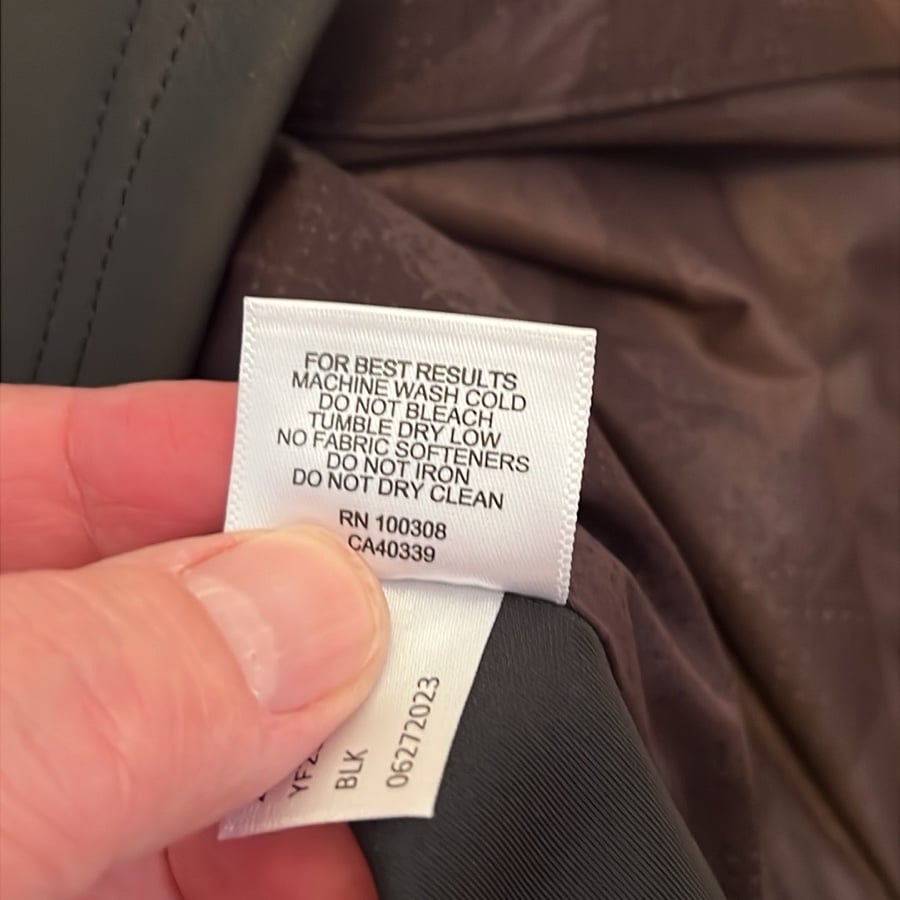 FOR BEST RESULTS
MACHINE WASH COLD
DO NOT BLEACH
TUMBLE DRY LOW
NO FABRIC SOFTENERS
DO NOT IRON
DO NOT DRY CLEAN
RN 100308
CA40339
BLK
06272023